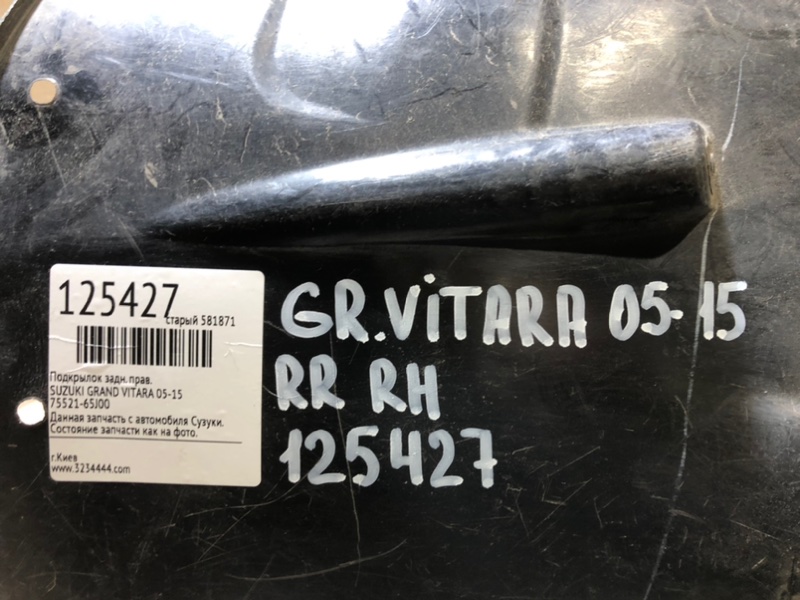 125427
старый 581871
Подкрылок задн. прав.
SUZUKI GRAND VITARA 05-15
75521-65J00
Данная запчасть с автомобиля Сузуки.
Состояние запчасти как на фото.
г.Киев
www.3234444.com
GR.ViTARA 05-15
RR RH
125427